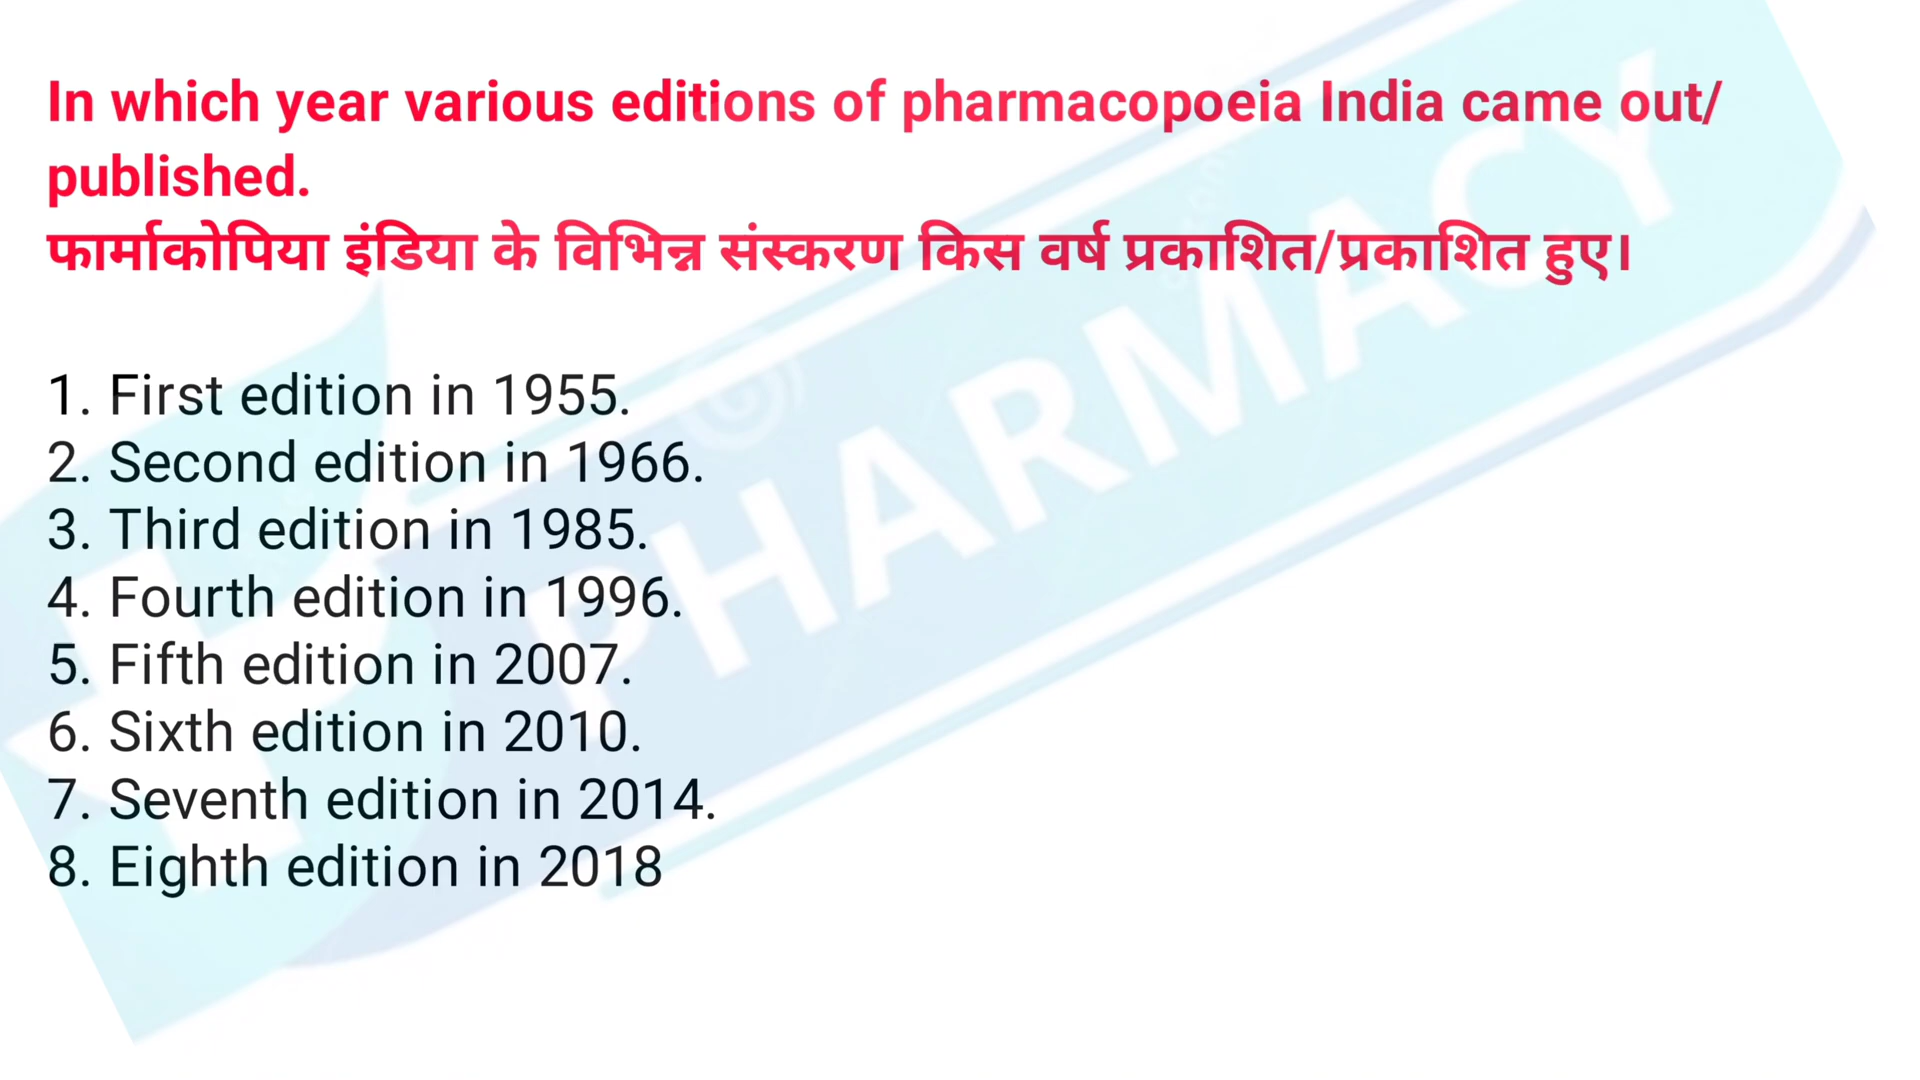 In which year various editions of pharmacopoeia India came out/
published.
फार्माकोपिया इंडिया के विभिन्न संस्करण किस वर्ष प्रकाशित/प्रकाशित हुए।
1. First edition in 1955.
2. Second edition in 1966.
3. Third edition in 1985.
4. Fourth edition in 1996.
5. Fifth edition in 2007.
6. Sixth edition in 2010.
7. Seventh edition in 2014.
8. Eighth edition in 2018
PHARMACY